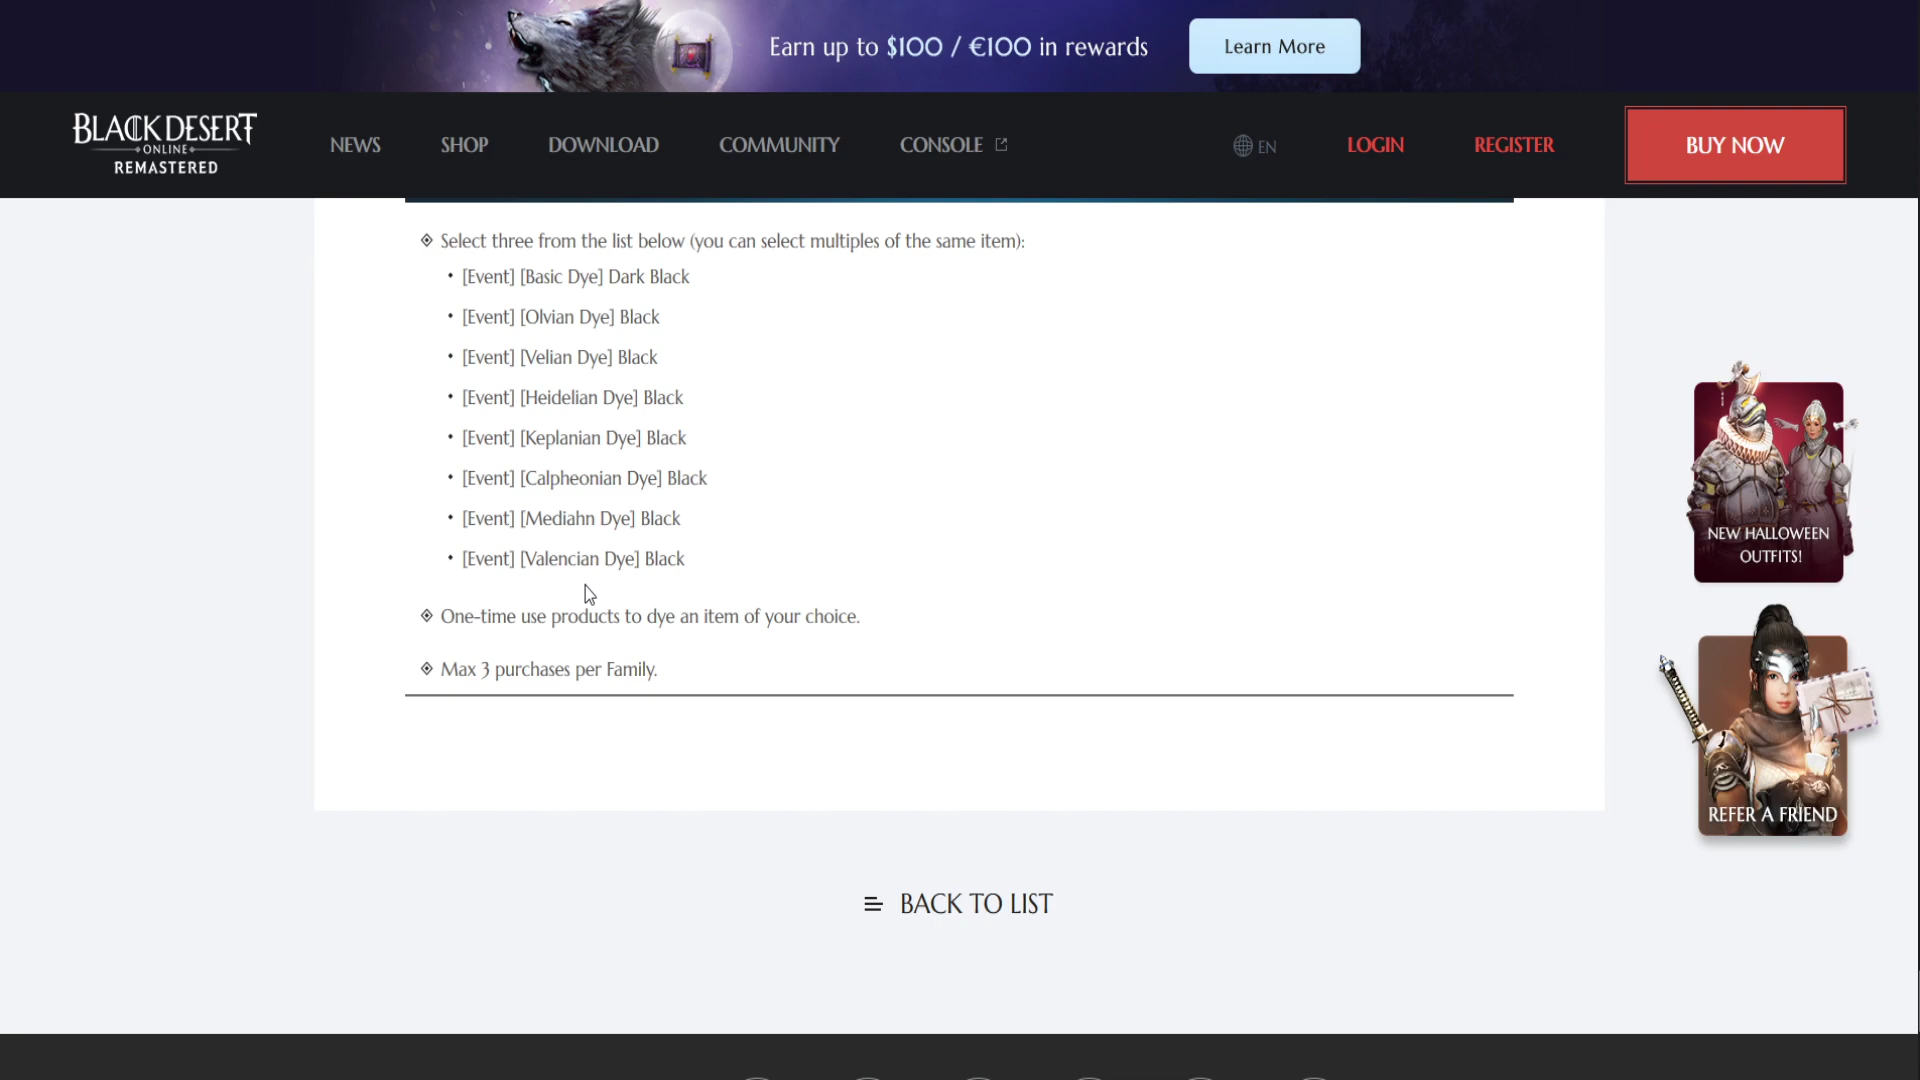 Earn up to $100 / €100 in rewards
Learn More
BLACK DESERT
ONLINE
REMASTERED
NEWS
SHOP
DOWNLOAD
COMMUNITY
CONSOLE
EN
LOGIN
REGISTER
BUY NOW
Select three from the list below (you can select multiples of the same item):
• [Event] [Basic Dye] Dark Black
• [Event] [Olvian Dye] Black
• [Event] [Velian Dye] Black
• [Event] [Heidelian Dye] Black
• [Event] [Keplanian Dye] Black
• [Event] [Calpheonian Dye] Black
• [Event] [Mediahn Dye] Black
• [Event] [Valencian Dye] Black
One-time use products to dye an item of your choice.
Max 3 purchases per Family.
NEW HALLOWEEN
OUTFITS!
REFER A FRIEND
BACK TO LIST